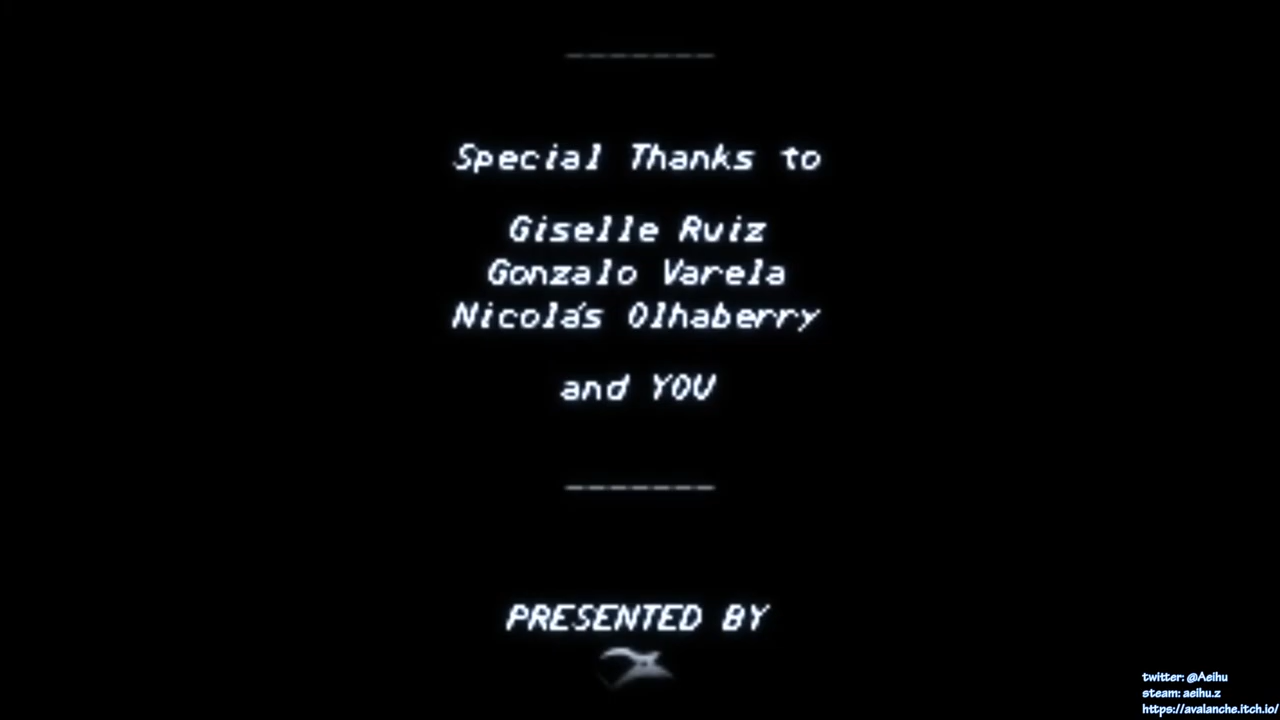 Special Thanks to
Giselle Ruiz
Gonzalo Varela
Nicolás Olhaberry
and YOU
PRESENTED BY
twitter: @Aeihu
steam: aeihu.z
https://avalanche.itch.io/